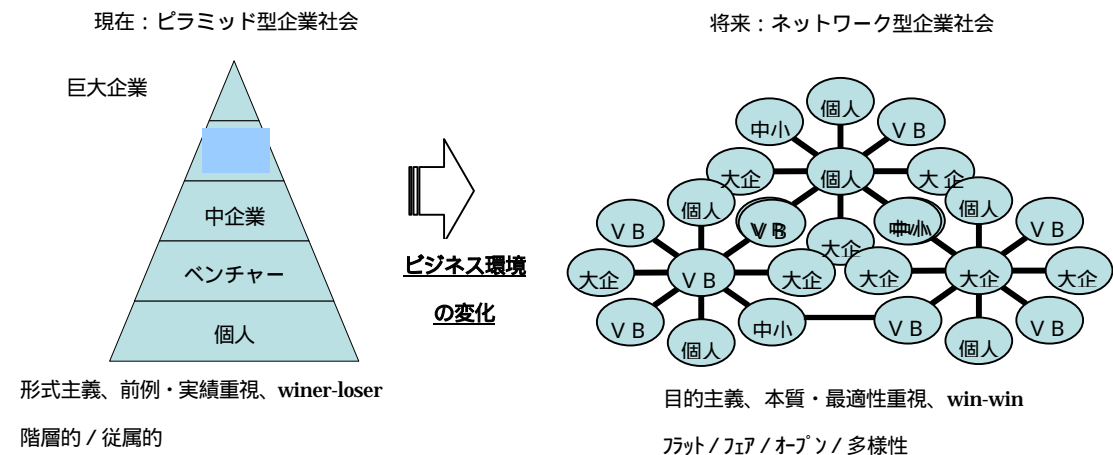 現在：ピラミッド型企業社会
巨大企業
中企業
ベンチャー
個人
形式主義、前例・実績重視、winer-loser
階層的／従属的
ビジネス環境
の変化
将来：ネットワーク型企業社会
個人
中小
ＶＢ
大企
個人
大企
個人
個人
ＶＢ
ＶＢ
中小
ＶＢ
大企
大企
ＶＢ
大企
大企
大企
大企
ＶＢ
中小
ＶＢ
ＶＢ
個人
個人
目的主義、本質・最適性重視、win-win
フラット／フェア／オープン／多様性